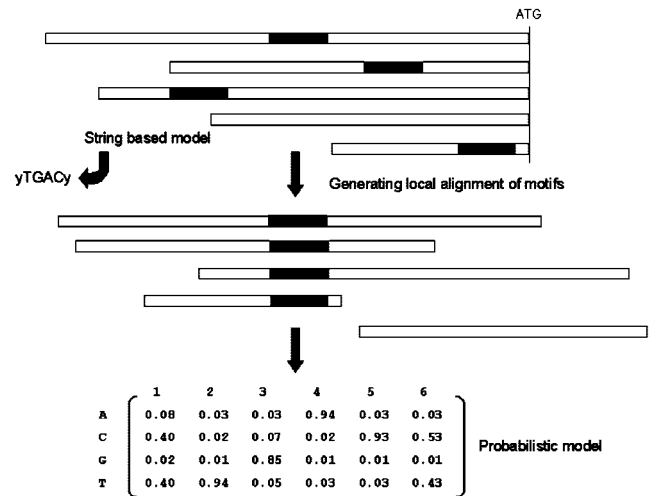 ATG
String based model
yTGACy
Generating local alignment of motifs
1 2 3 4 5 6
A 0.08 0.03 0.03 0.94 0.03 0.03
C 0.40 0.02 0.07 0.02 0.93 0.53
G 0.02 0.01 0.85 0.01 0.01 0.01
T 0.40 0.94 0.05 0.03 0.03 0.43
Probabilistic model